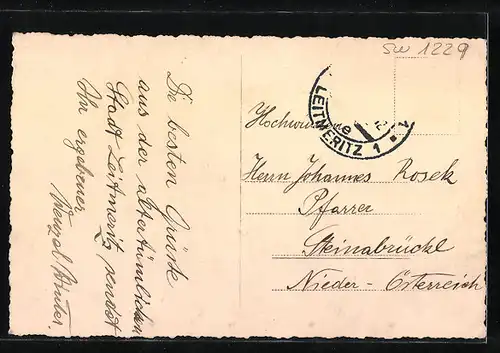 SW 1229
Die besten Grüße
aus der altertümlichen
Stadt Leitmeritz sendet
Ihr ergebener
Wenzel
LEITMERITZ 1
Hochwürden
Herrn Johannes Rosek
Pfarrer
Steinabrückl
Nieder-Österreich